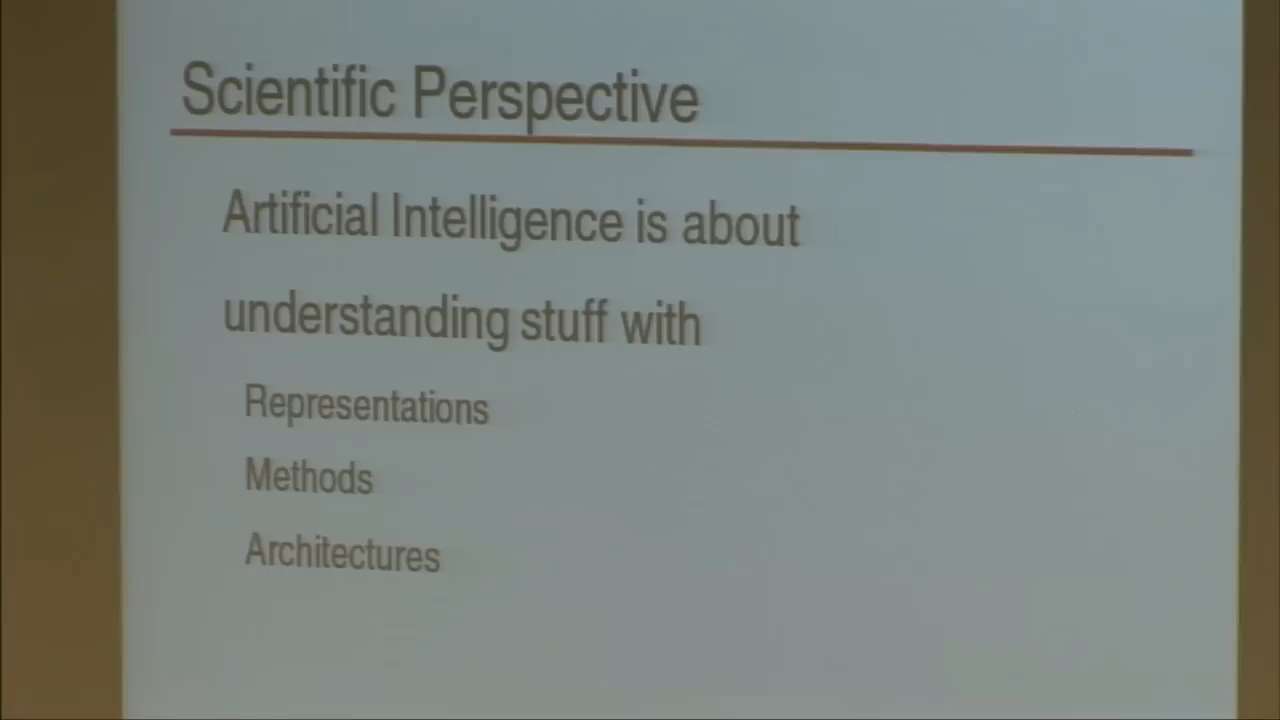 Scientific Perspective
Artificial Intelligence is about
understanding stuff with
Representations
Methods
Architectures